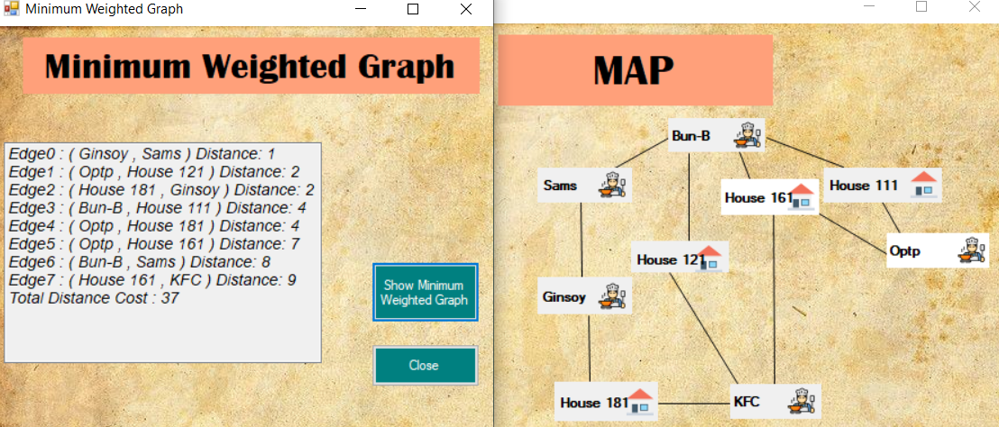 Minimum Weighted Graph
Minimum Weighted Graph
Edge0 : ( Ginsoy , Sams ) Distance: 1
Edge1 : ( Optp , House 121 ) Distance: 2
Edge2 : ( House 181 , Ginsoy ) Distance: 2
Edge3 : ( Bun-B , House 111 ) Distance: 4
Edge4 : ( Optp , House 181 ) Distance: 4
Edge5 : ( Optp , House 161 ) Distance: 7
Edge6 : ( Bun-B , Sams ) Distance: 8
Edge7 : ( House 161 , KFC ) Distance: 9
Total Distance Cost : 37
Show Minimum
Weighted Graph
Close
MAP
Bun-B
Sams
House 161
House 111
Optp
House 121
Ginsoy
House 181
KFC